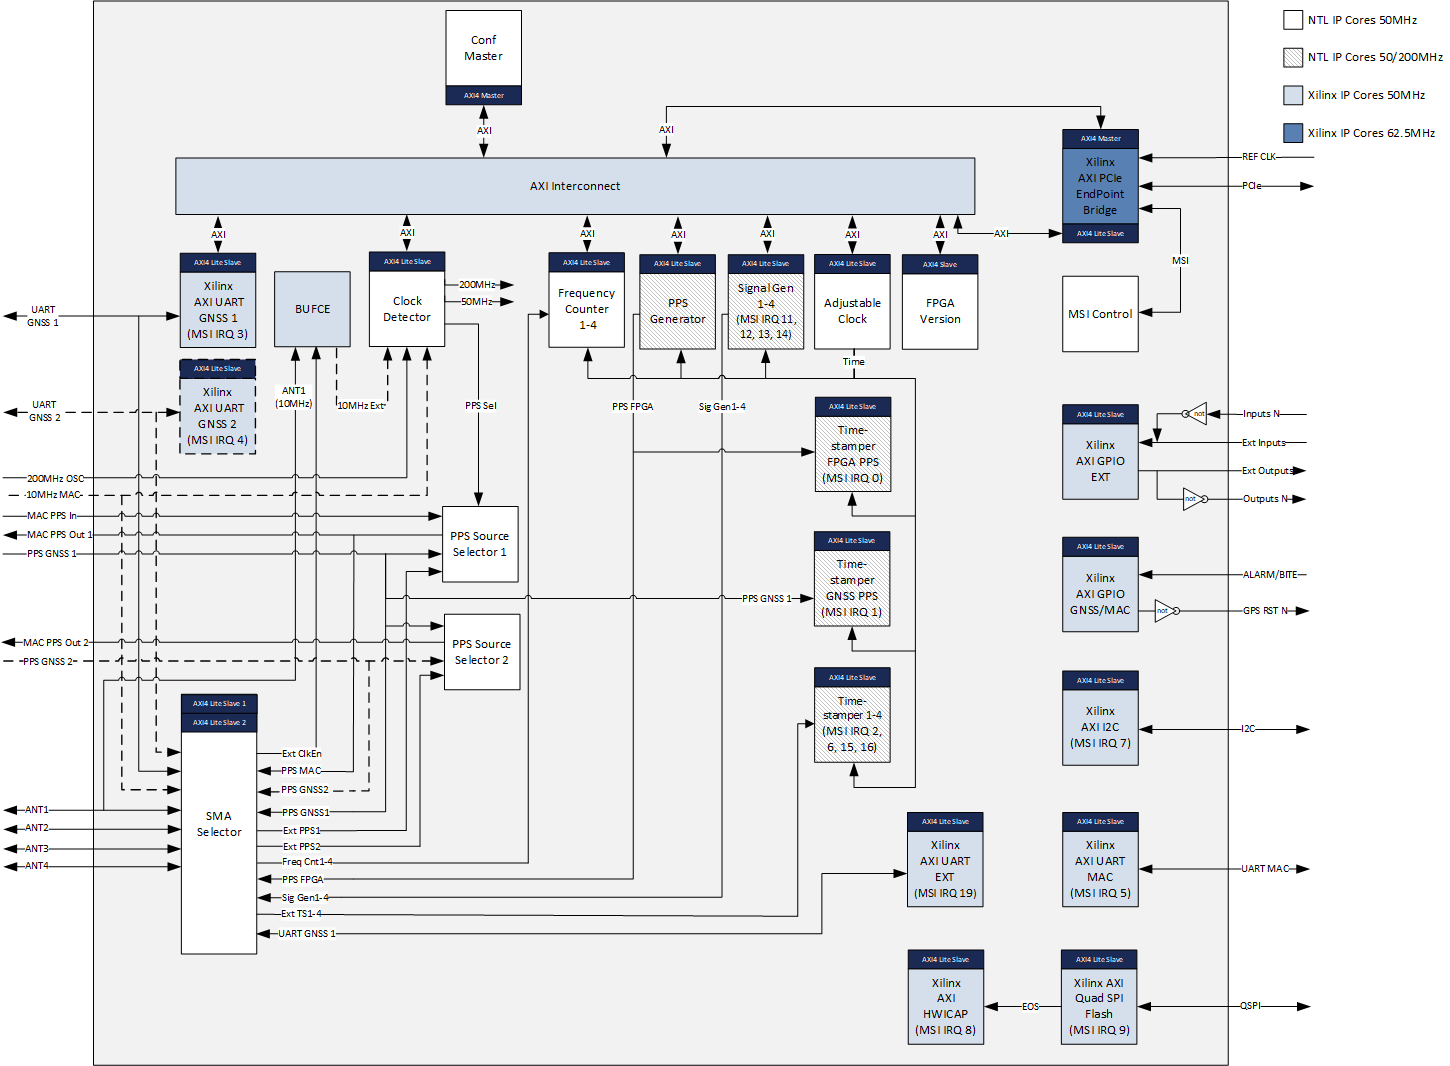 NTL IP Cores 50MHz
NTL IP Cores 50/200MHz
Xilinx IP Cores 50MHz
Xilinx IP Cores 62.5MHz
Conf
Master
AXI4 Master
AXI
AXI
AXI4 Master
Xilinx
AXI PCIe
EndPoint
Bridge
AXI4 Lite Slave
REF CLK
PCIe
MSI
AXI Interconnect
AXI
AXI
AXI
AXI
AXI
AXI
AXI
AXI
AXI4 Lite Slave
Xilinx
AXI UART
GNSS 1
(MSI IRQ 3)
BUFCE
AXI4 Lite Slave
Clock
Detector
200MHz
50MHz
AXI4 Lite Slave
Frequency
Counter
1-4
AXI4 Lite Slave
PPS
Generator
AXI4 Lite Slave
Signal Gen
1-4
(MSI IRQ 11,
12, 13, 14)
AXI4 Lite Slave
Adjustable
Clock
AXI4 Slave
FPGA
Version
MSI Control
UART
GNSS 1
AXI4 Lite Slave
Xilinx
AXI UART
GNSS 2
(MSI IRQ 4)
UART
GNSS 2
ANT1
(10MHz)
10MHz Ext
PPS Sel
PPS FPGA
Sig Gen1-4
Time
AXI4 Lite Slave
Time-
stamper
FPGA PPS
(MSI IRQ 0)
AXI4 Lite Slave
Xilinx
AXI GPIO
EXT
not
Inputs N
Ext Inputs
Ext Outputs
not
Outputs N
200MHz OSC
10MHz MAC
MAC PPS In
MAC PPS Out 1
PPS GNSS 1
PPS Source
Selector 1
AXI4 Lite Slave
Time-
stamper
GNSS PPS
(MSI IRQ 1)
PPS GNSS 1
AXI4 Lite Slave
Xilinx
AXI GPIO
GNSS/MAC
ALARM/BITE
not
GPS RST N
MAC PPS Out 2
PPS GNSS 2
PPS Source
Selector 2
AXI4 Lite Slave
Time-
stamper 1-4
(MSI IRQ 2,
6, 15, 16)
AXI4 Lite Slave
Xilinx
AXI I2C
(MSI IRQ 7)
I2C
AXI4 Lite Slave 1
AXI4 Lite Slave 2
SMA
Selector
ANT1
ANT2
ANT3
ANT4
Ext ClkEn
PPS MAC
PPS GNSS2
PPS GNSS1
Ext PPS1
Ext PPS2
Freq Cnt1-4
PPS FPGA
Sig Gen1-4
Ext TS1-4
UART GNSS 1
AXI4 Lite Slave
Xilinx
AXI UART
EXT
(MSI IRQ 19)
AXI4 Lite Slave
Xilinx
AXI UART
MAC
(MSI IRQ 5)
UART MAC
AXI4 Lite Slave
Xilinx
AXI
HWICAP
(MSI IRQ 8)
EOS
AXI4 Lite Slave
Xilinx AXI
Quad SPI
Flash
(MSI IRQ 9)
QSPI